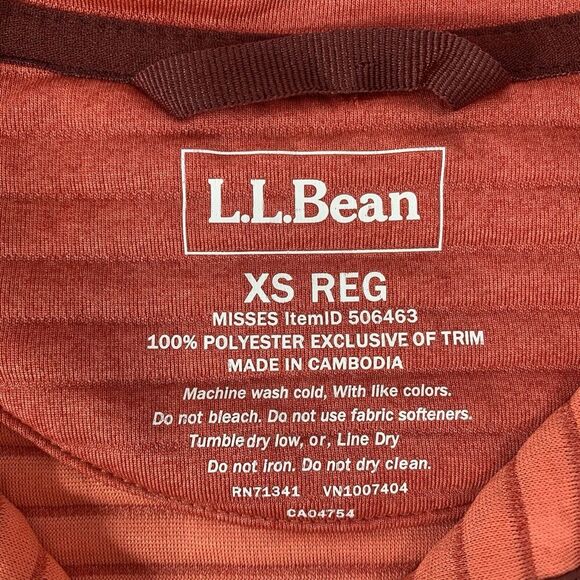 L.L.Bean
XS REG
MISSES ItemID 506463
100% POLYESTER EXCLUSIVE OF TRIM
MADE IN CAMBODIA
Machine wash cold, With like colors.
Do not bleach. Do not use fabric softeners.
Tumble dry low, or, Line Dry
Do not iron. Do not dry clean.
RN71341 VN1007404
CA04754